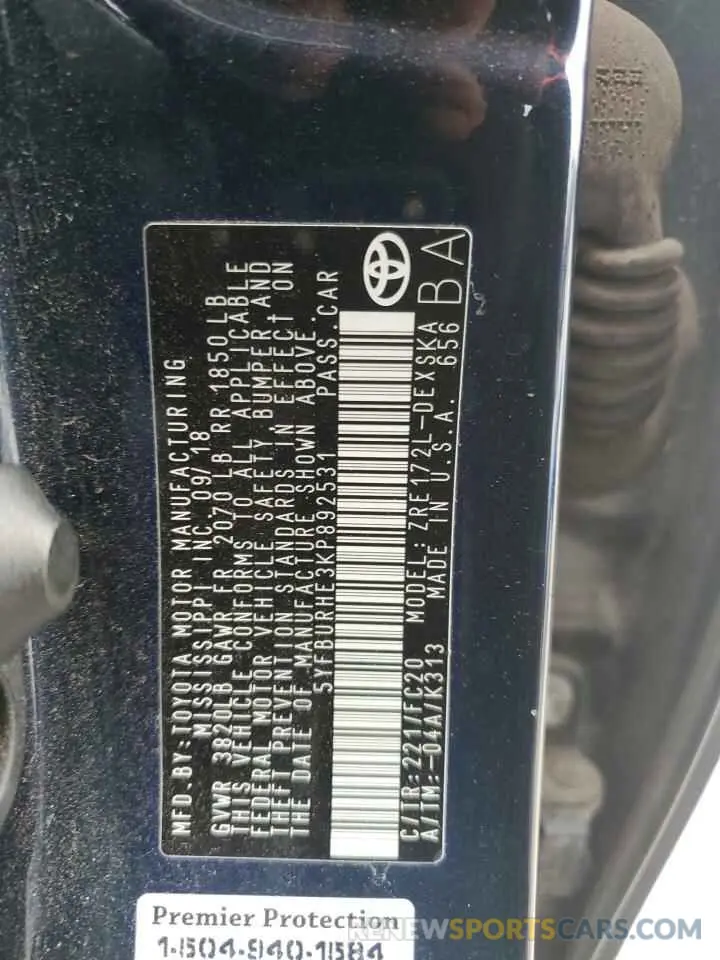 MFD.BY:TOYOTA MOTOR MANUFACTURING
MISSISSIPPI INC.09/18
GVWR 3820LB GAWR FR 2070LB RR 1850LB
THIS VEHICLE CONFORMS TO ALL APPLICABLE
FEDERAL MOTOR VEHICLE SAFETY BUMPER AND
THEFT PREVENTION STANDARDS IN EFFECT ON
THE DATE OF MANUFACTURE SHOWN ABOVE.
5YFBURHE3KP892531 PASS.CAR
C/TR:221/FC20 MODEL:ZRE172L-DEXSKA
A/TM:-04A/K313 MADE IN U.S.A. 656
BA
Premier Protection
1-504-940-1584
RENEWSPORTSCARS.COM